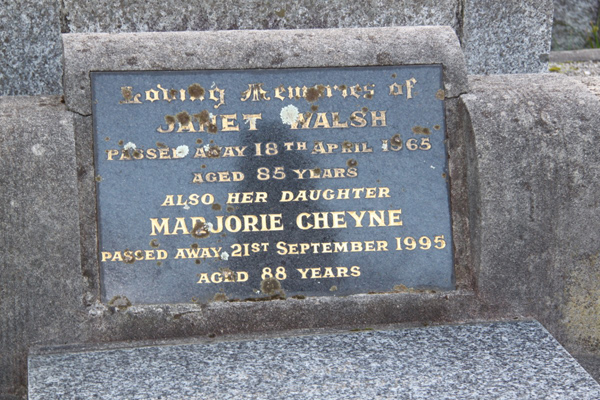 Loving Memories of
JANET WALSH
PASSED AWAY 18TH APRIL 1965
AGED 85 YEARS
ALSO HER DAUGHTER
MARJORIE CHEYNE
PASSED AWAY 21ST SEPTEMBER 1995
AGED 88 YEARS